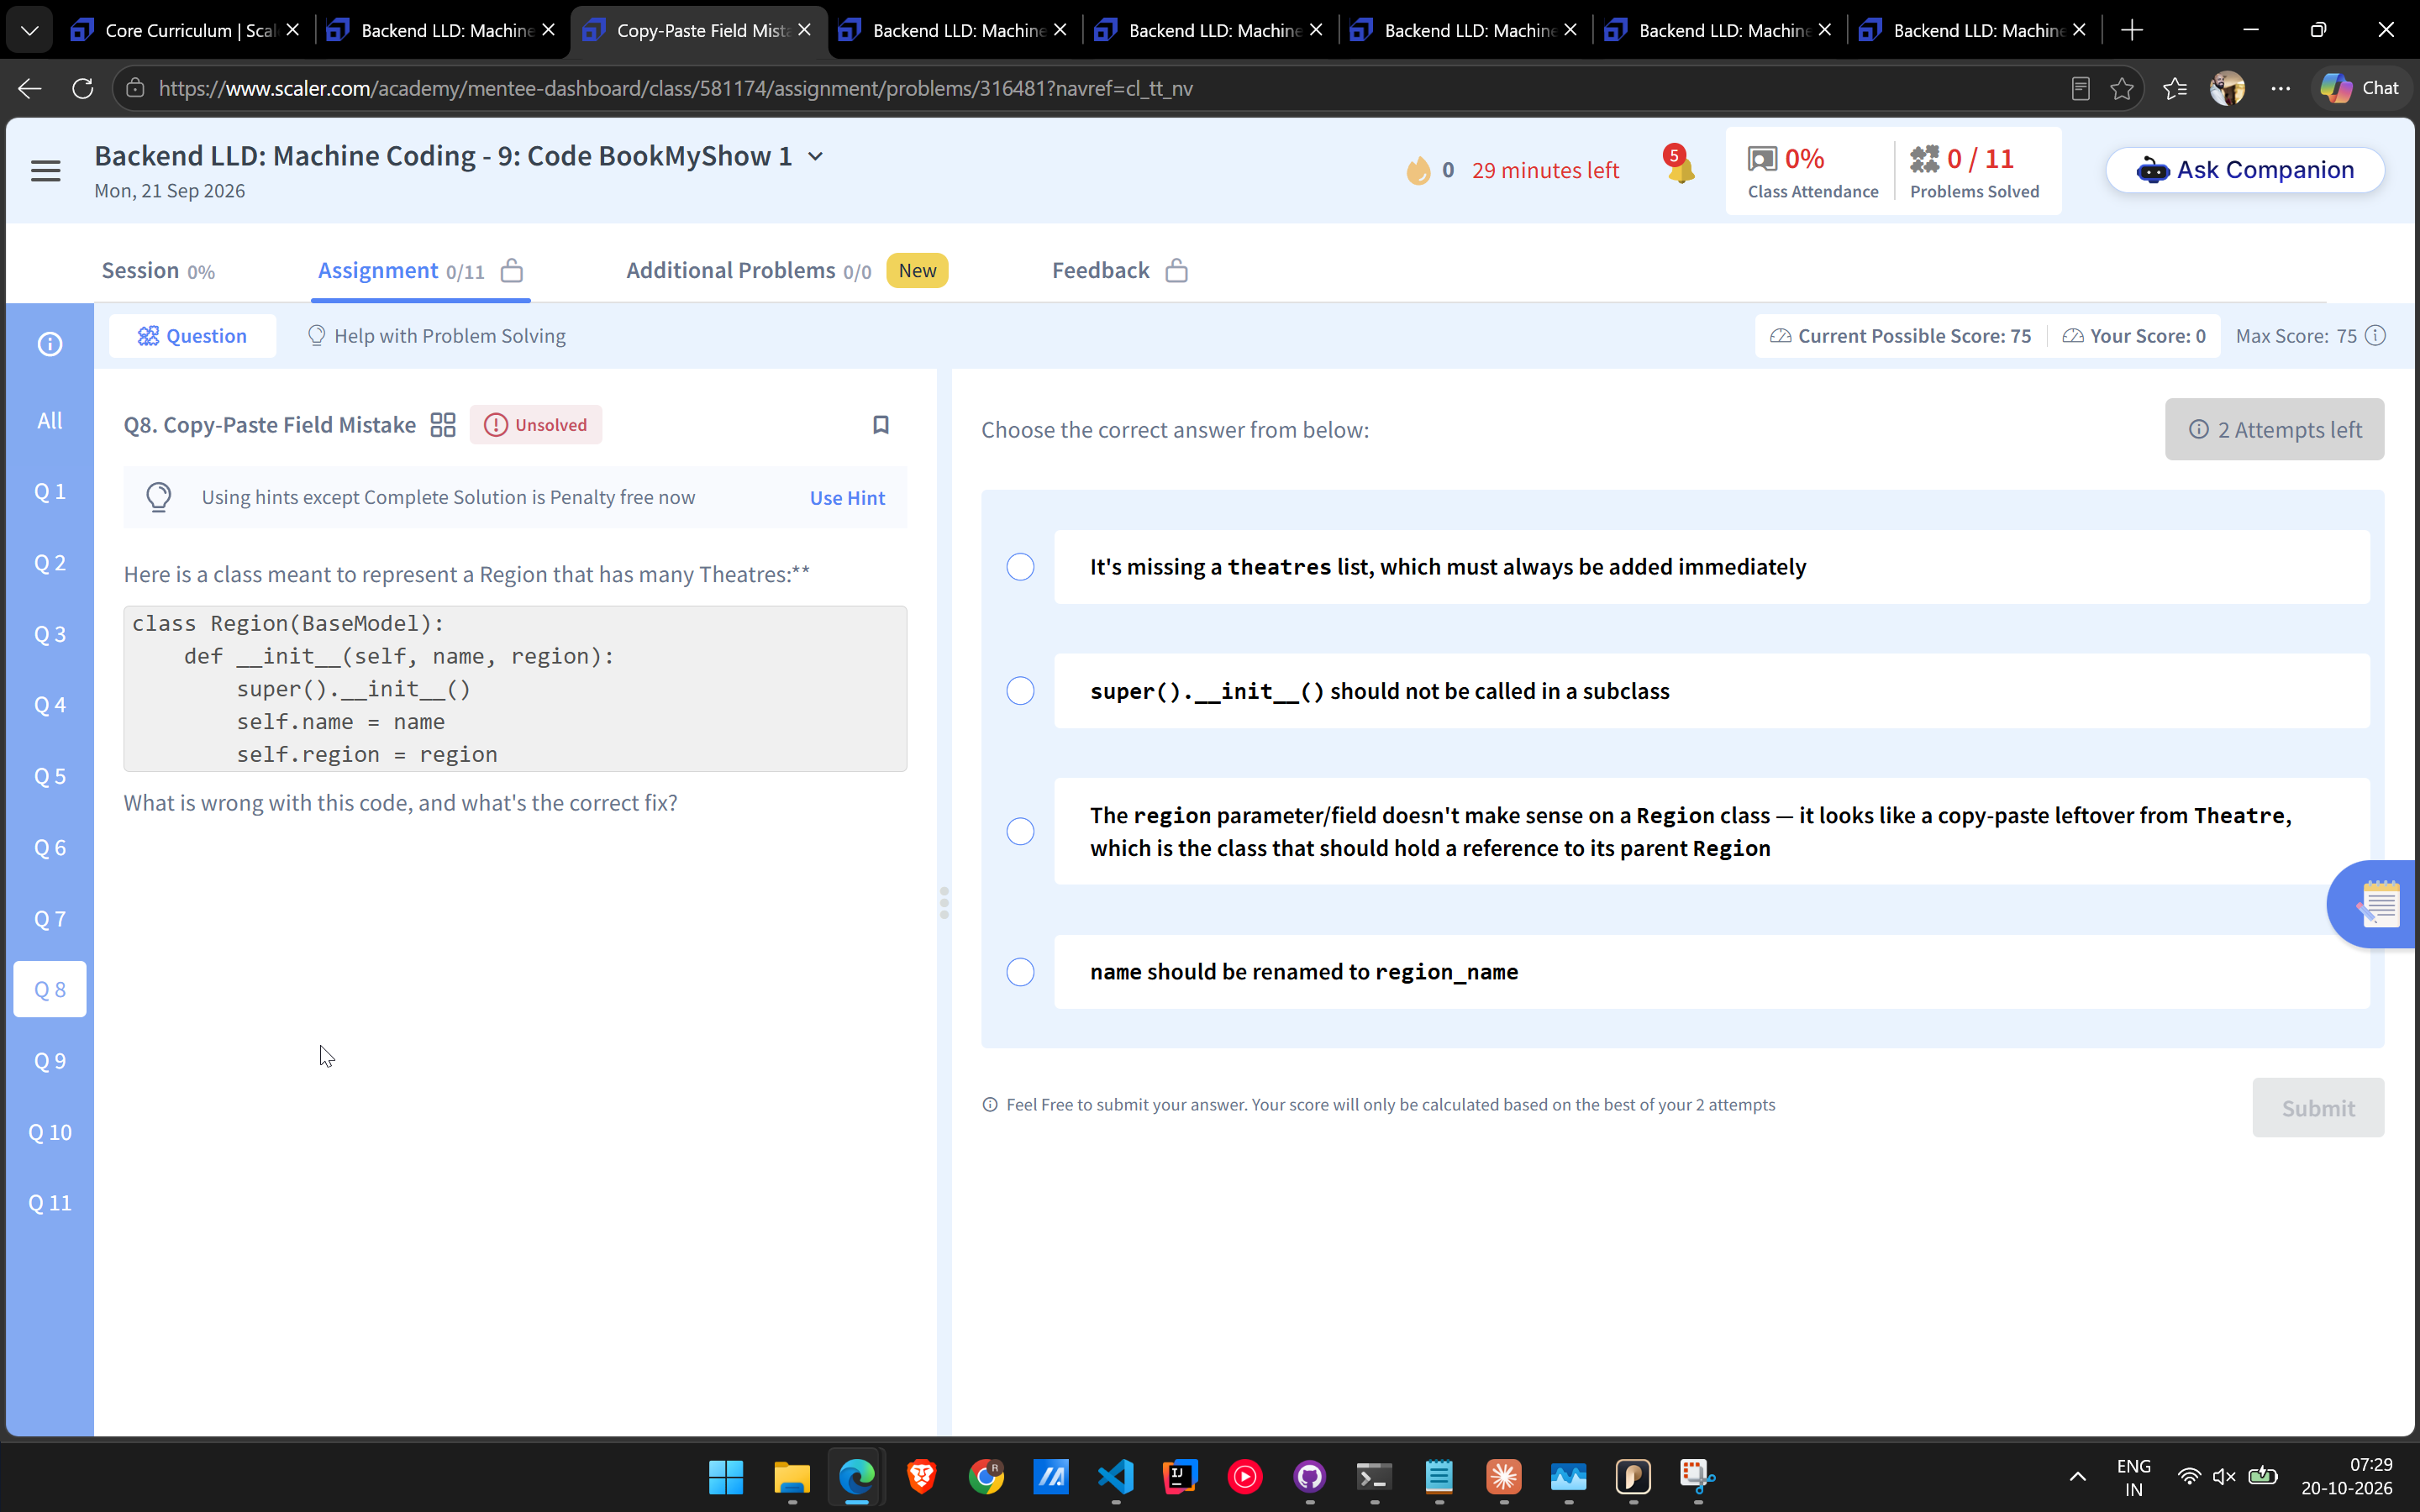 Core Curriculum | Scal
Backend LLD: Machine
Copy-Paste Field Mista
Backend LLD: Machine
Backend LLD: Machine
Backend LLD: Machine
Backend LLD: Machine
Backend LLD: Machine
https://www.scaler.com/academy/mentee-dashboard/class/581174/assignment/problems/316481?navref=cl_tt_nv
Chat
Backend LLD: Machine Coding - 9: Code BookMyShow 1
Mon, 21 Sep 2026
0
29 minutes left
5
0%
Class Attendance
0 / 11
Problems Solved
Ask Companion
Session 0%
Assignment 0/11
Additional Problems 0/0
New
Feedback
Question
Help with Problem Solving
Current Possible Score: 75
Your Score: 0
Max Score: 75
All
Q 1
Q 2
Q 3
Q 4
Q 5
Q 6
Q 7
Q 8
Q 9
Q 10
Q 11
Q8. Copy-Paste Field Mistake
Unsolved
Using hints except Complete Solution is Penalty free now
Use Hint
Here is a class meant to represent a Region that has many Theatres:**
class Region(BaseModel):
    def __init__(self, name, region):
        super().__init__()
        self.name = name
        self.region = region
What is wrong with this code, and what's the correct fix?
Choose the correct answer from below:
2 Attempts left
It's missing a theatres list, which must always be added immediately
super().__init__() should not be called in a subclass
The region parameter/field doesn't make sense on a Region class — it looks like a copy-paste leftover from Theatre,
which is the class that should hold a reference to its parent Region
name should be renamed to region_name
Feel Free to submit your answer. Your score will only be calculated based on the best of your 2 attempts
Submit
R
IJ
ENG
IN
07:29
20-10-2026